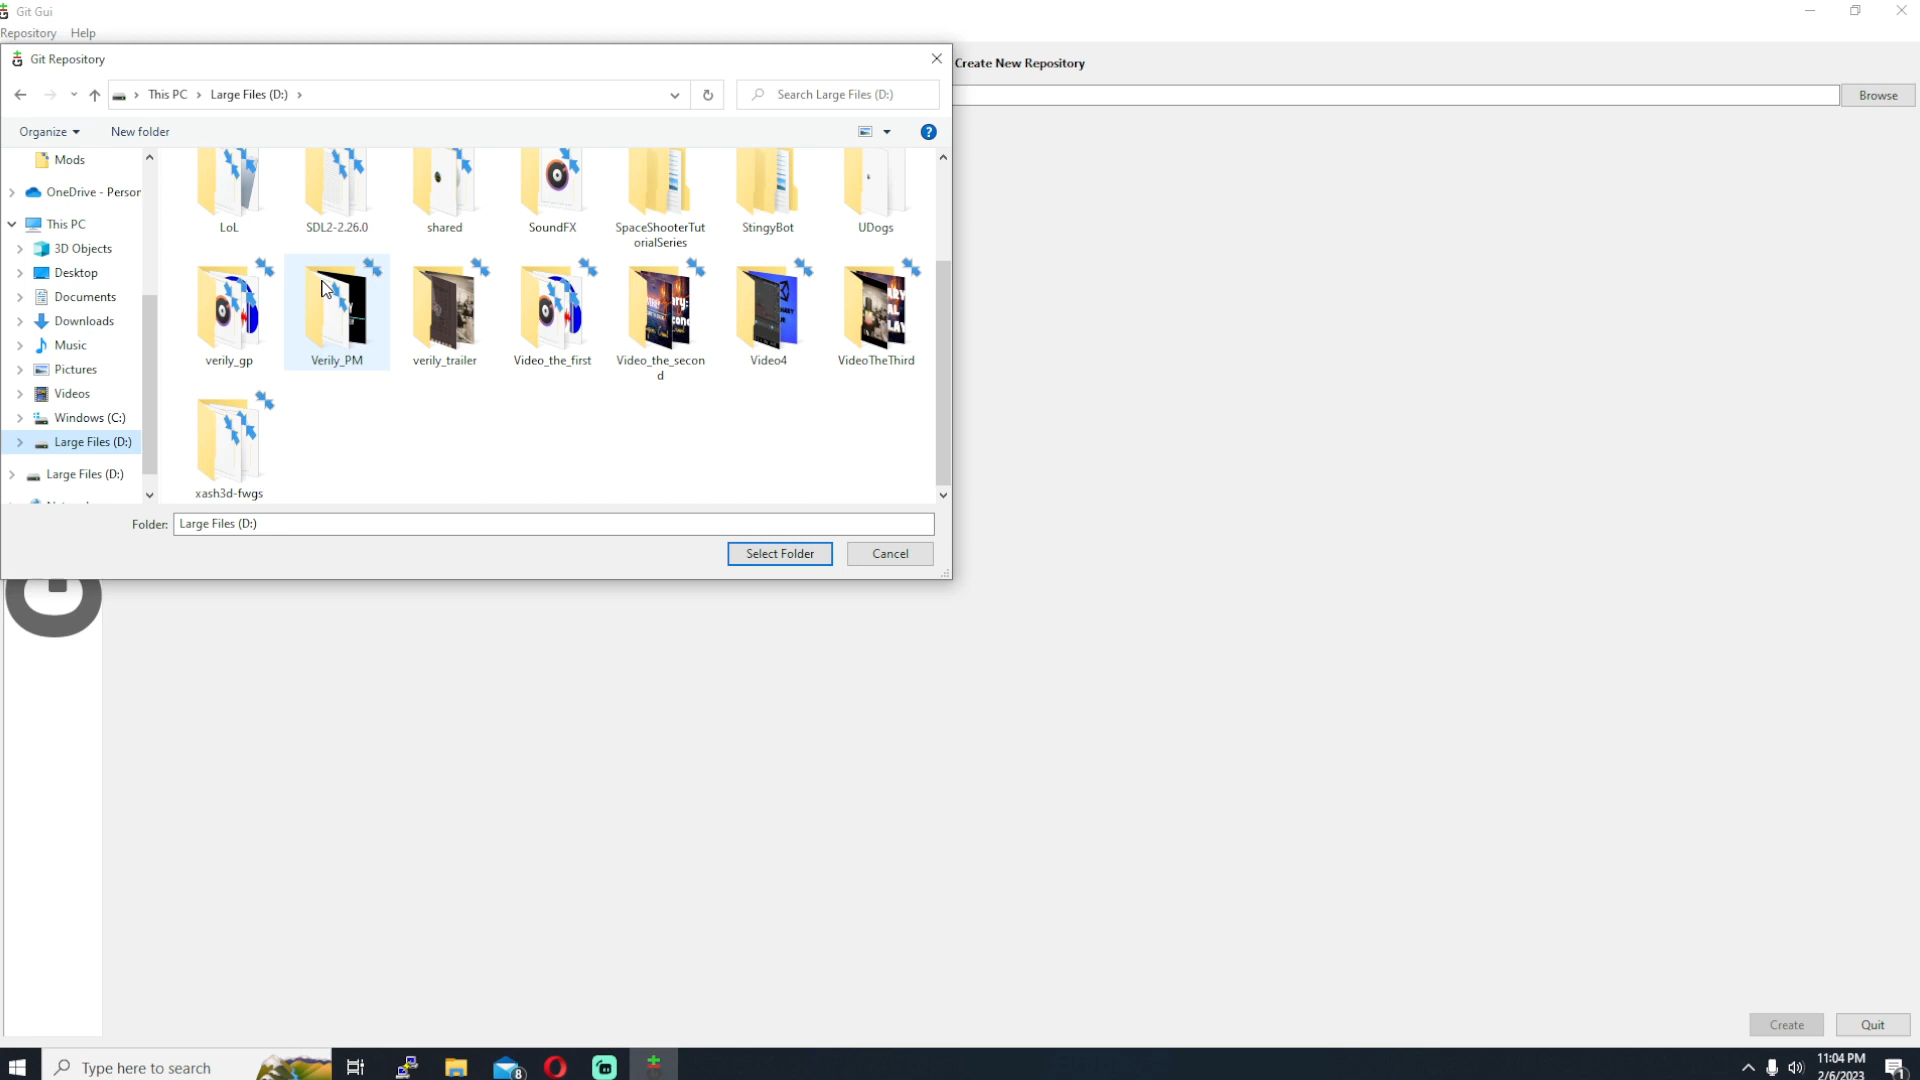 Git Gui
Repository Help
Git Repository
Create New Repository
This PC Large Files (D:)
Search Large Files (D:)
Browse
Organize New folder
?
Mods
OneDrive - Person
This PC
3D Objects
Desktop
Documents
Downloads
Music
Pictures
Videos
Windows (C:)
Large Files (D:)
Large Files (D:)
LoL
SDL2-2.26.0
shared
SoundFX
SpaceShooterTut
orialSeries
StingyBot
UDogs
verily_gp
Verily_PM
verily_trailer
Video_the_first
Video_the_secon
d
Video4
VideoTheThird
xash3d-fwgs
Folder: Large Files (D:)
Select Folder Cancel
Create Quit
Type here to search
8
11:04 PM
2/6/2023
1